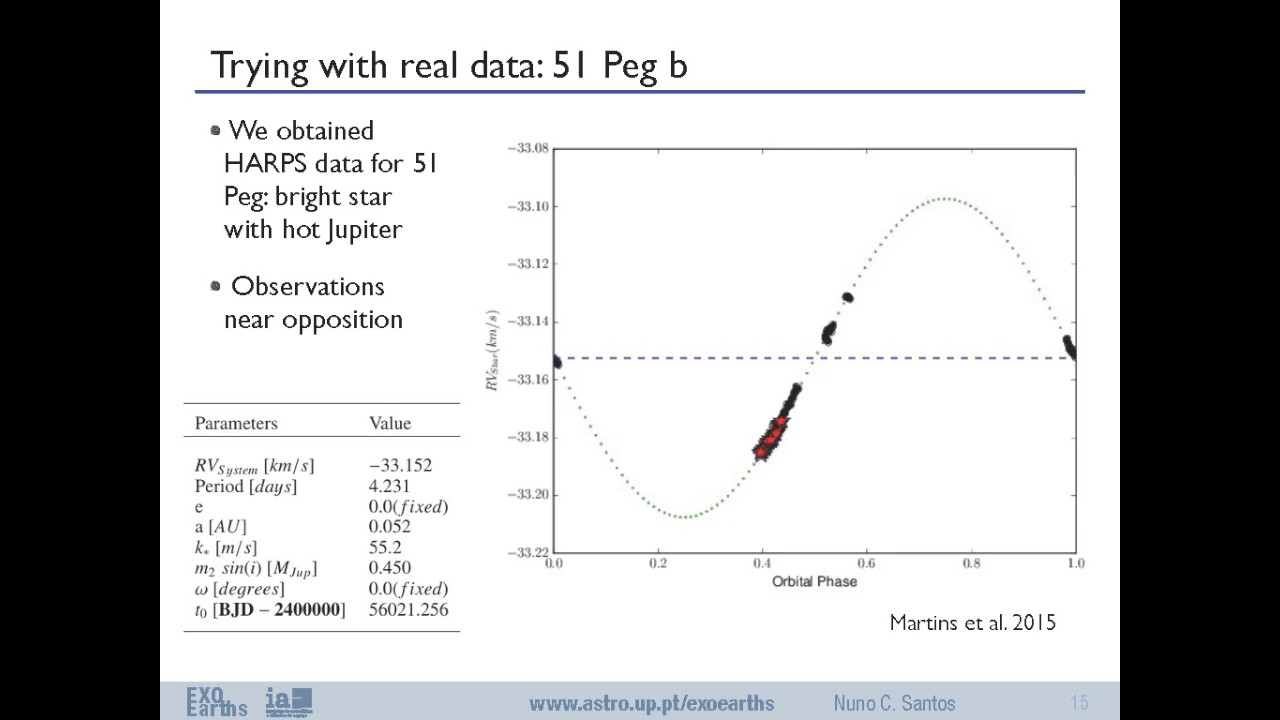 Trying with real data: 51 Peg b
• We obtained
HARPS data for 51
Peg: bright star
with hot Jupiter
• Observations
near opposition
Parameters Value
RV_System [km/s] −33.152
Period [days] 4.231
e 0.0(fixed)
a [AU] 0.052
k_* [m/s] 55.2
m_2 sin(i) [M_Jup] 0.450
ω [degrees] 0.0(fixed)
t_0 [BJD − 2400000] 56021.256
RV_Star(km/s)
−33.08
−33.10
−33.12
−33.14
−33.16
−33.18
−33.20
−33.22
0.0 0.2 0.4 0.6 0.8 1.0
Orbital Phase
Martins et al. 2015
EXO
Earths
ia
www.astro.up.pt/exoearths Nuno C. Santos 15